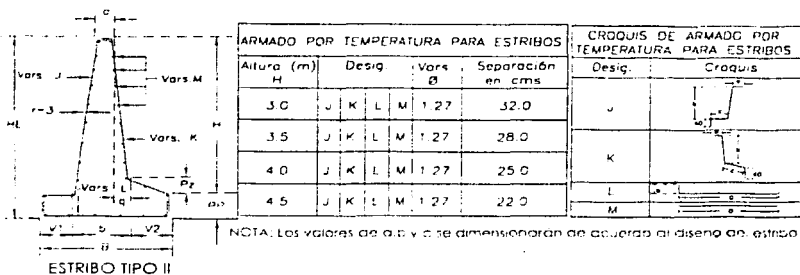 ARMADO POR TEMPERATURA PARA ESTRIBOS
Altura (m) H Desig. Vars Ø Separación en cms
3.0 J K L M 1.27 32.0
3.5 J K L M 1.27 28.0
4.0 J K L M 1.27 25.0
4.5 J K L M 1.27 22.0
CROQUIS DE ARMADO POR TEMPERATURA PARA ESTRIBOS
Desig. Croquis
J
K
L
M
Vars J
Vars M
r=3
Vars. K
HE
H
Vars L
Pz
V1 b V2
B
NOTA: Los valores de a,b y c se dimensionarán de acuerdo al diseño del estribo
ESTRIBO TIPO II